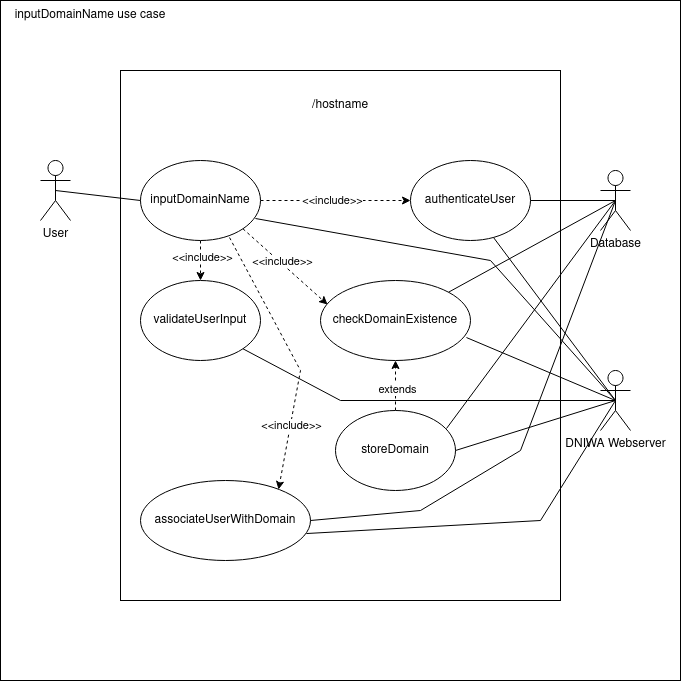 inputDomainName use case
/hostname
inputDomainName
<<include>>
authenticateUser
User
Database
<<include>>
<<include>>
validateUserInput
checkDomainExistence
extends
<<include>>
storeDomain
DNIWA Webserver
associateUserWithDomain